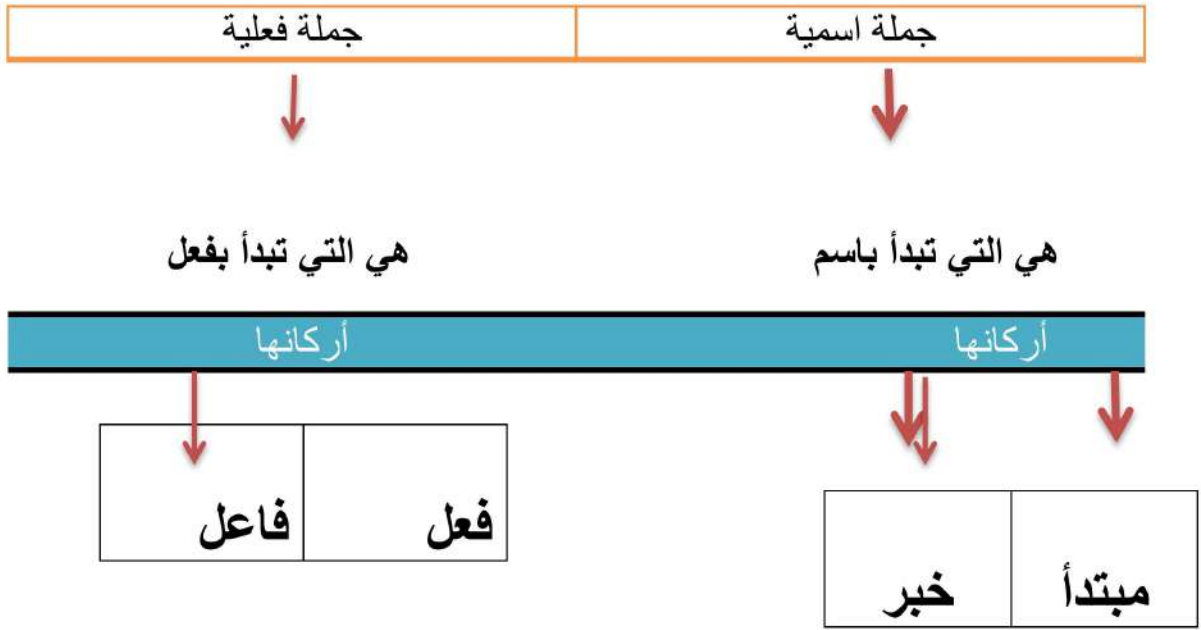 جملة اسمية
جملة فعلية
هي التي تبدأ باسم
هي التي تبدأ بفعل
أركانها
أركانها
فعل
فاعل
مبتدأ
خبر